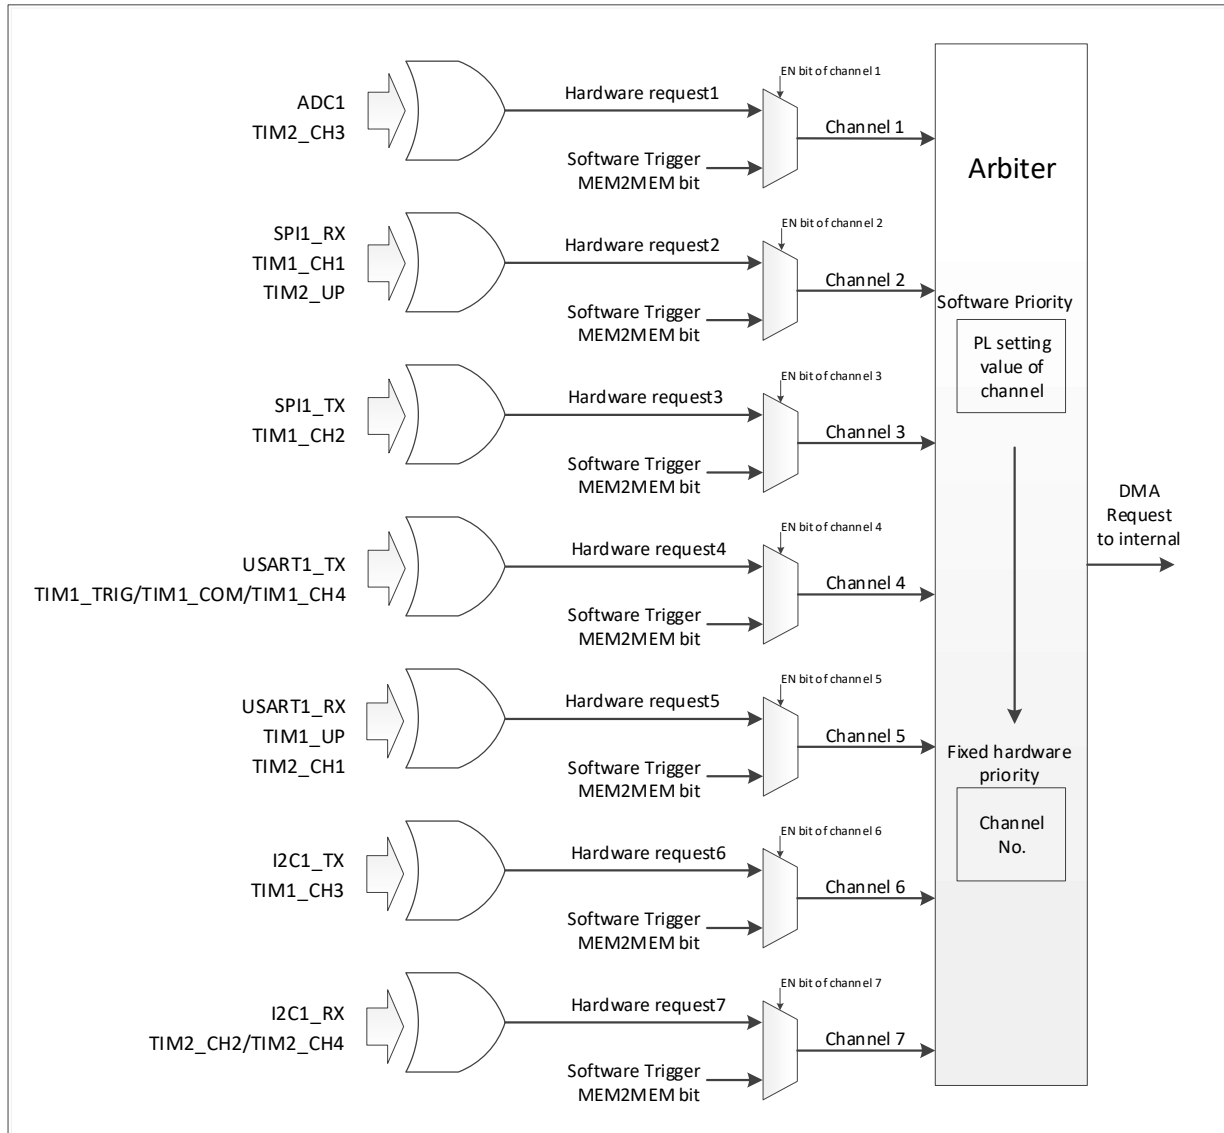 EN bit of channel 1
Hardware request1
ADC1
TIM2_CH3
Channel 1
Software Trigger
MEM2MEM bit
Arbiter
EN bit of channel 2
SPI1_RX
Hardware request2
TIM1_CH1
TIM2_UP
Channel 2
Software Trigger
MEM2MEM bit
Software Priority
PL setting
value of
channel
EN bit of channel 3
Hardware request3
SPI1_TX
TIM1_CH2
Channel 3
Software Trigger
MEM2MEM bit
DMA
Request
to internal
EN bit of channel 4
Hardware request4
USART1_TX
TIM1_TRIG/TIM1_COM/TIM1_CH4
Channel 4
Software Trigger
MEM2MEM bit
EN bit of channel 5
Hardware request5
USART1_RX
TIM1_UP
TIM2_CH1
Channel 5
Software Trigger
MEM2MEM bit
Fixed hardware
priority
Channel
No.
EN bit of channel 6
Hardware request6
I2C1_TX
TIM1_CH3
Channel 6
Software Trigger
MEM2MEM bit
EN bit of channel 7
Hardware request7
I2C1_RX
TIM2_CH2/TIM2_CH4
Channel 7
Software Trigger
MEM2MEM bit